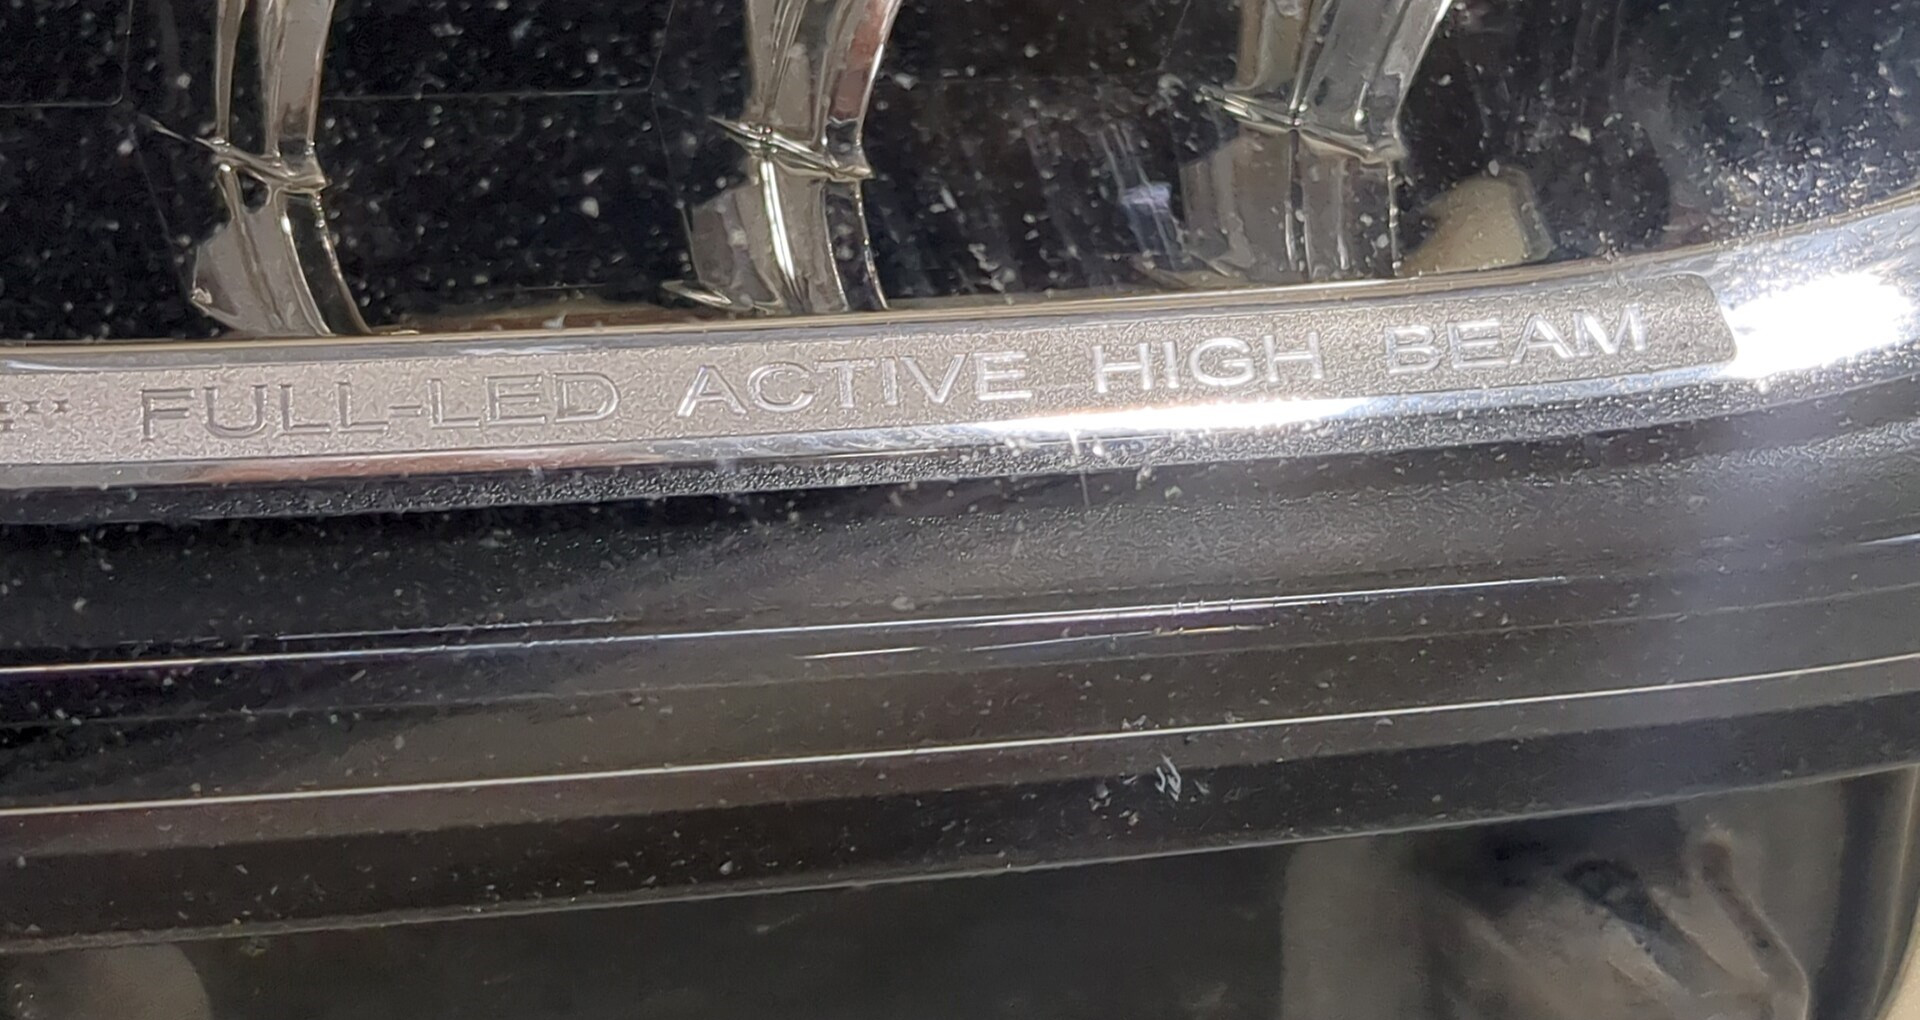 FULL-LED ACTIVE HIGH BEAM